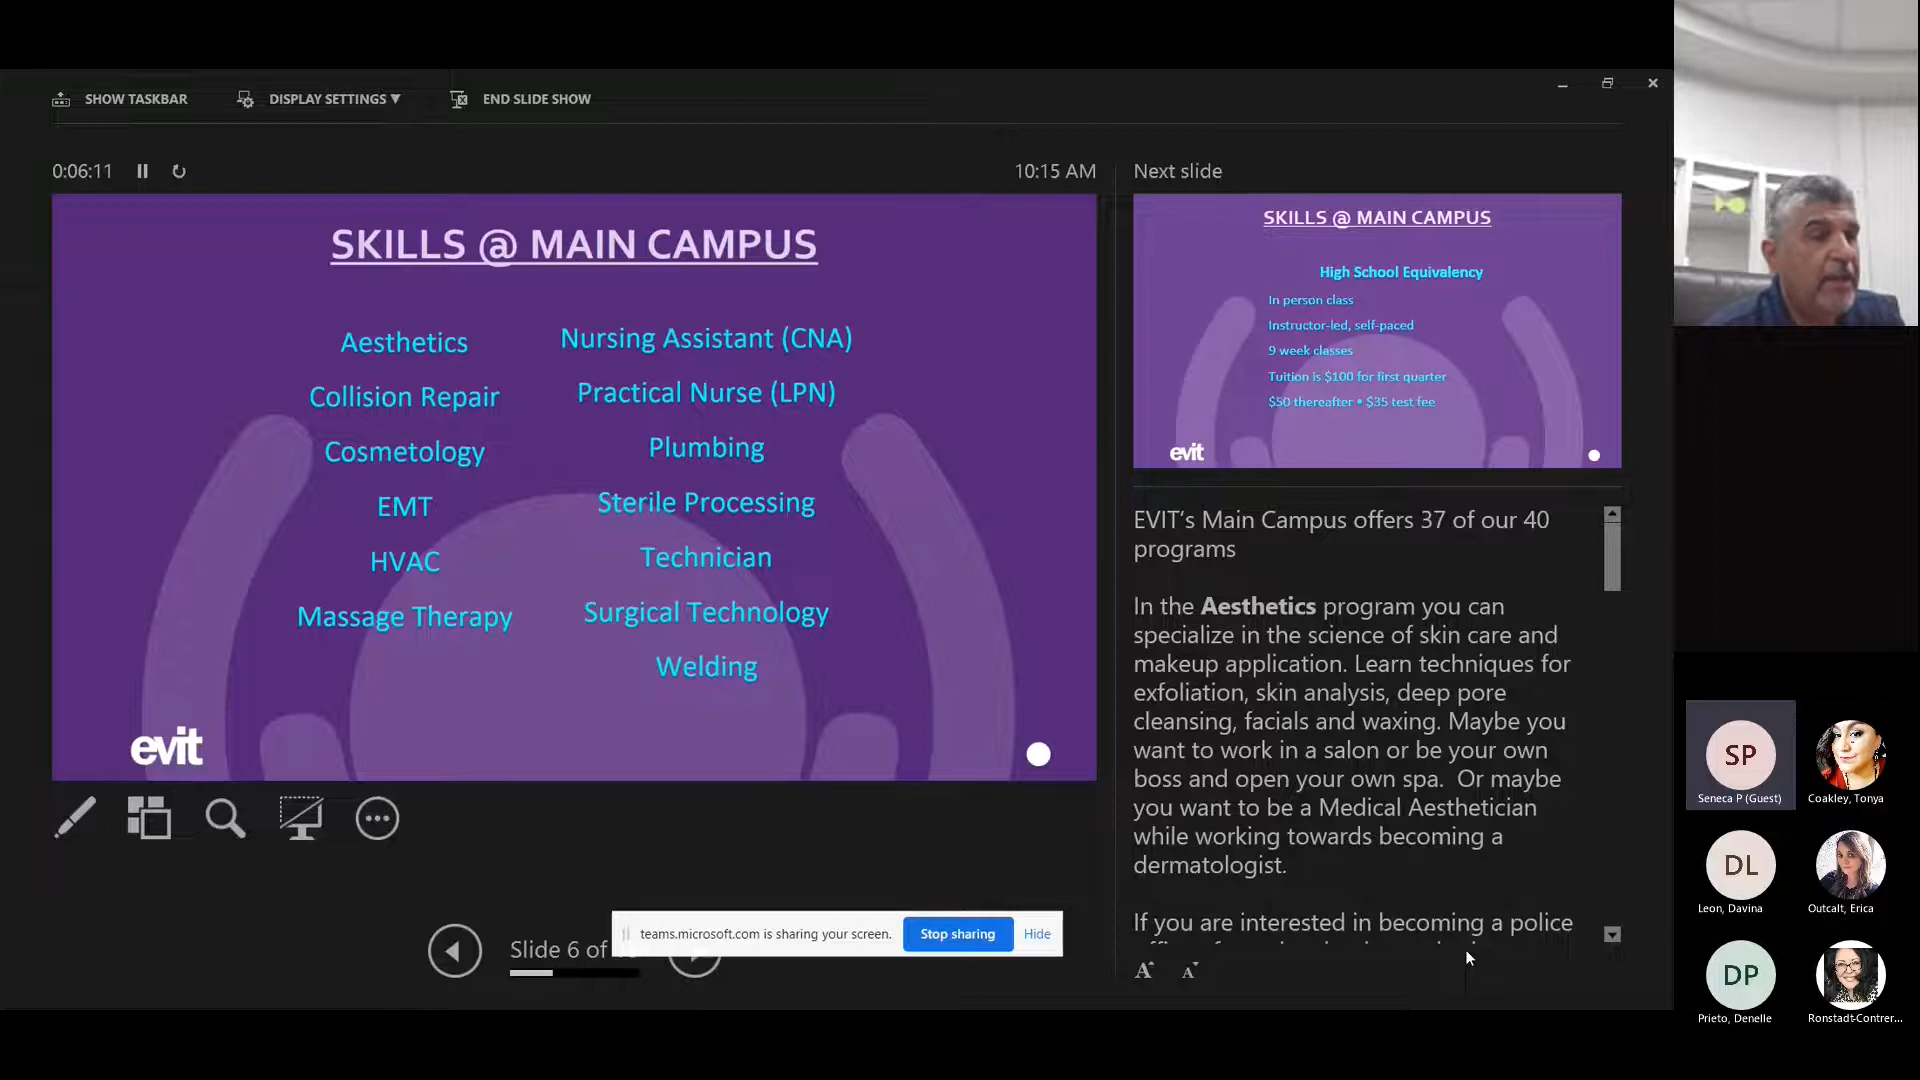 SHOW TASKBAR
DISPLAY SETTINGS ▼
END SLIDE SHOW
0:06:11
10:15 AM
SKILLS @ MAIN CAMPUS
Aesthetics
Collision Repair
Cosmetology
EMT
HVAC
Massage Therapy
Nursing Assistant (CNA)
Practical Nurse (LPN)
Plumbing
Sterile Processing
Technician
Surgical Technology
Welding
evit
Slide 6 of
teams.microsoft.com is sharing your screen.
Stop sharing
Hide
Next slide
SKILLS @ MAIN CAMPUS
High School Equivalency
In person class
Instructor-led, self-paced
9 week classes
Tuition is $100 for first quarter
$50 thereafter • $35 test fee
evit
EVIT’s Main Campus offers 37 of our 40
programs
In the Aesthetics program you can
specialize in the science of skin care and
makeup application. Learn techniques for
exfoliation, skin analysis, deep pore
cleansing, facials and waxing. Maybe you
want to work in a salon or be your own
boss and open your own spa.  Or maybe
you want to be a Medical Aesthetician
while working towards becoming a
dermatologist.
If you are interested in becoming a police
A A
SP
Seneca P (Guest)
Coakley, Tonya
DL
Leon, Davina
Outcalt, Erica
DP
Prieto, Denelle
Ronstadt-Contrer...